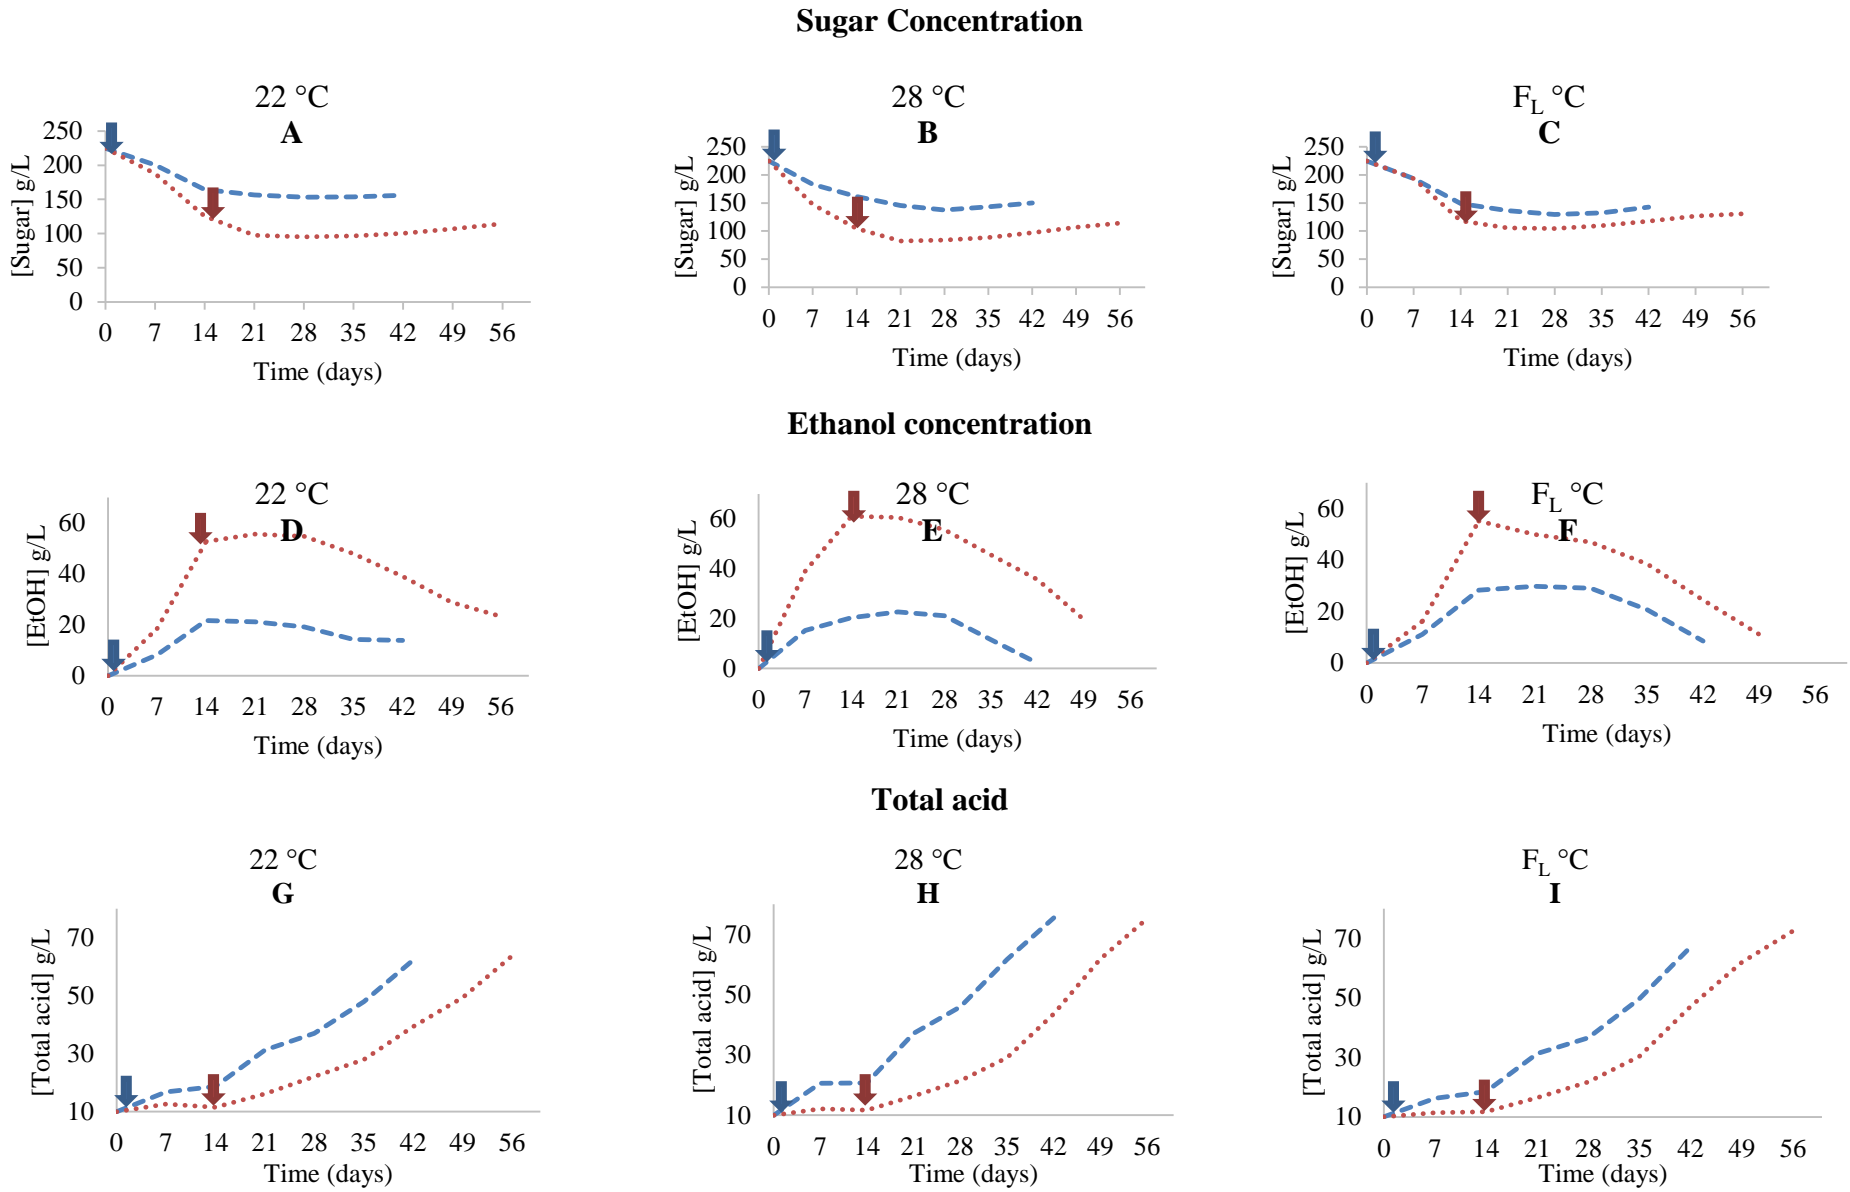 Sugar Concentration
22 °C
A
[Sugar] g/L
250
200
150
100
50
0
0 7 14 21 28 35 42 49 56
Time (days)
28 °C
B
[Sugar] g/L
250
200
150
100
50
0
0 7 14 21 28 35 42 49 56
Time (days)
F_L °C
C
[Sugar] g/L
250
200
150
100
50
0
0 7 14 21 28 35 42 49 56
Time (days)
Ethanol concentration
22 °C
D
[EtOH] g/L
60
40
20
0
0 7 14 21 28 35 42 49 56
Time (days)
28 °C
E
[EtOH] g/L
60
40
20
0
0 7 14 21 28 35 42 49 56
Time (days)
F_L °C
F
[EtOH] g/L
60
40
20
0
0 7 14 21 28 35 42 49 56
Time (days)
Total acid
22 °C
G
[Total acid] g/L
70
50
30
10
0 7 14 21 28 35 42 49 56
Time (days)
28 °C
H
[Total acid] g/L
70
50
30
10
0 7 14 21 28 35 42 49 56
Time (days)
F_L °C
I
[Total acid] g/L
70
50
30
10
0 7 14 21 28 35 42 49 56
Time (days)